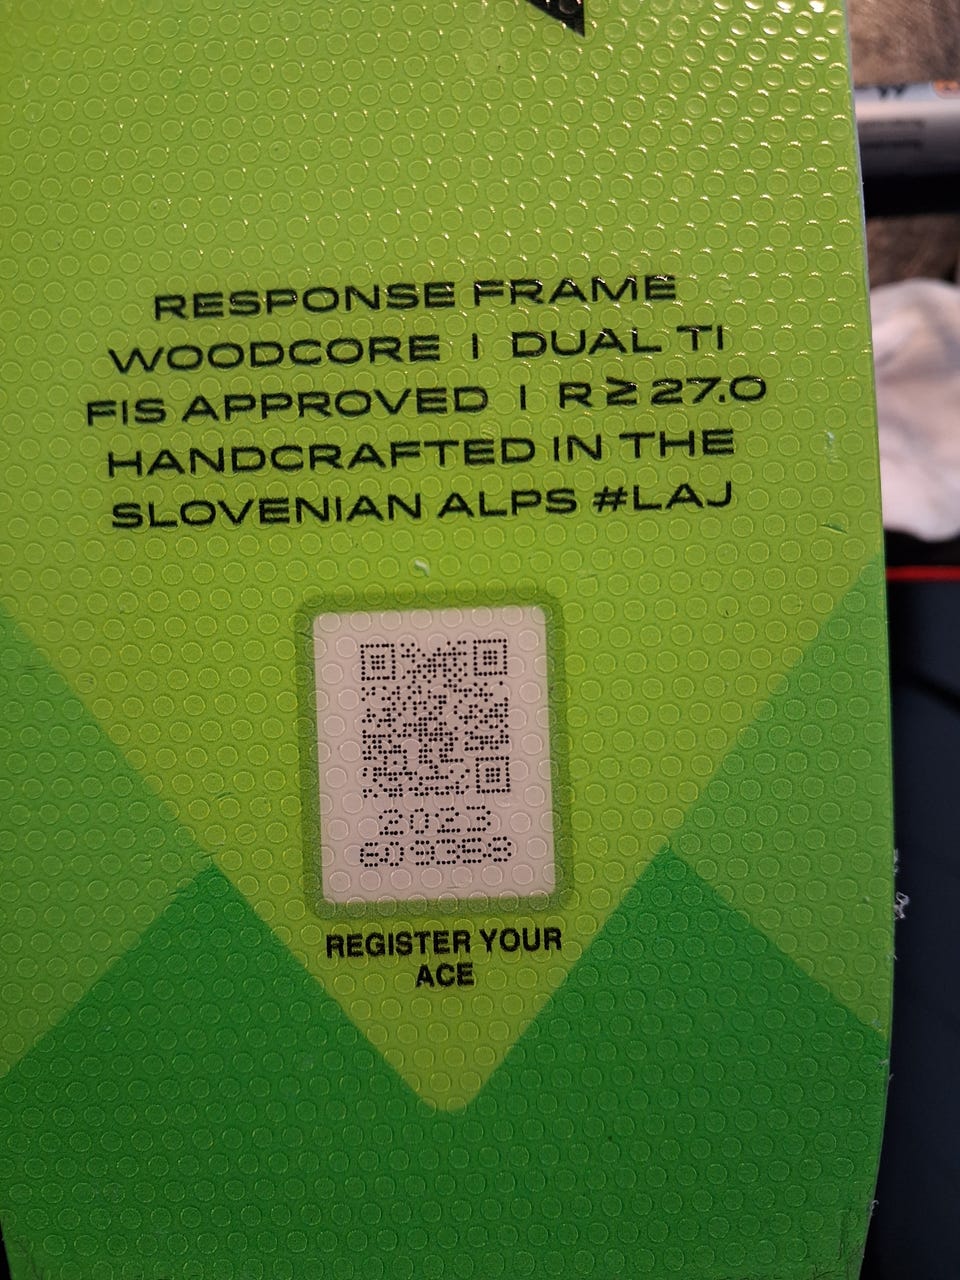 RESPONSE FRAME
WOODCORE | DUAL TI
FIS APPROVED | R ≥ 27.0
HANDCRAFTED IN THE
SLOVENIAN ALPS #LAJ
2023
REGISTER YOUR
ACE